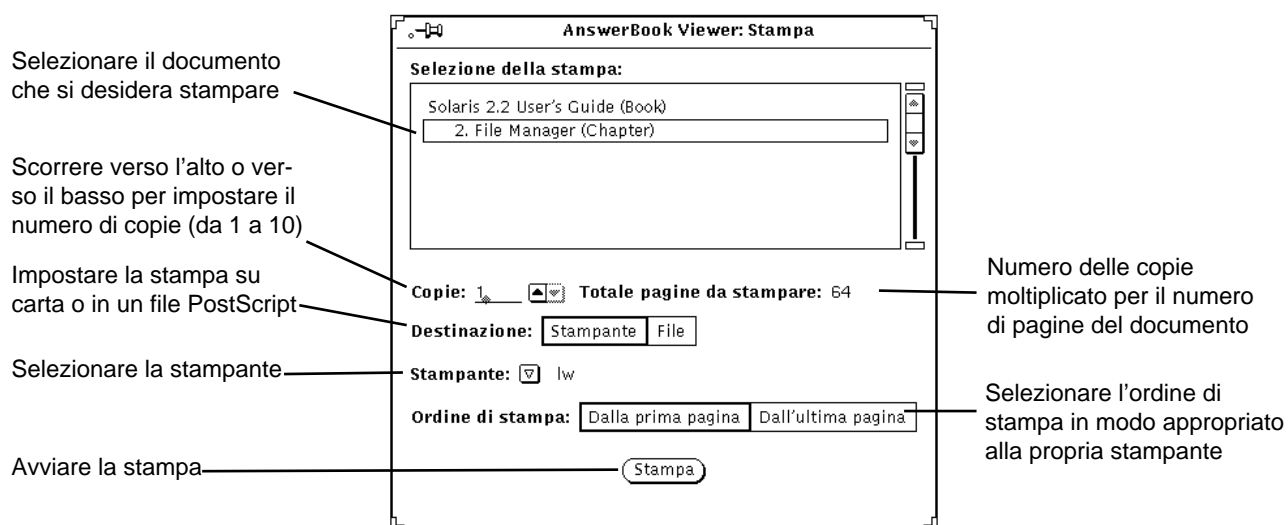 AnswerBook Viewer: Stampa
Selezionare il documento
che si desidera stampare
Selezione della stampa:
Solaris 2.2 User's Guide (Book)
2. File Manager (Chapter)
Scorrere verso l'alto o ver-
so il basso per impostare il
numero di copie (da 1 a 10)
Impostare la stampa su
carta o in un file PostScript
Copie: 1 Totale pagine da stampare: 64
Numero delle copie
moltiplicato per il numero
di pagine del documento
Destinazione: Stampante File
Selezionare la stampante
Stampante: lw
Ordine di stampa: Dalla prima pagina Dall'ultima pagina
Selezionare l'ordine di
stampa in modo appropriato
alla propria stampante
Avviare la stampa
Stampa